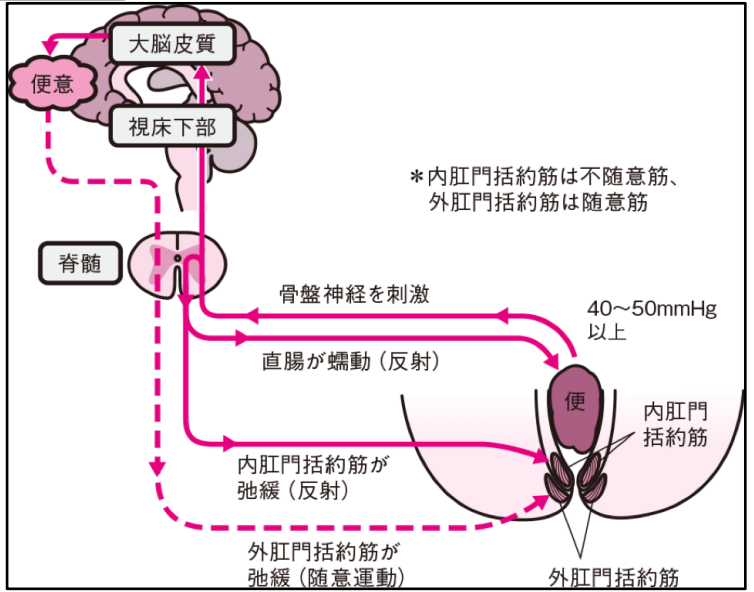 大脳皮質
便意
視床下部
＊内肛門括約筋は不随意筋、
外肛門括約筋は随意筋
脊髄
骨盤神経を刺激
40～50mmHg
以上
直腸が蠕動（反射）
便
内肛門
括約筋
内肛門括約筋が
弛緩（反射）
外肛門括約筋が
弛緩（随意運動）
外肛門括約筋